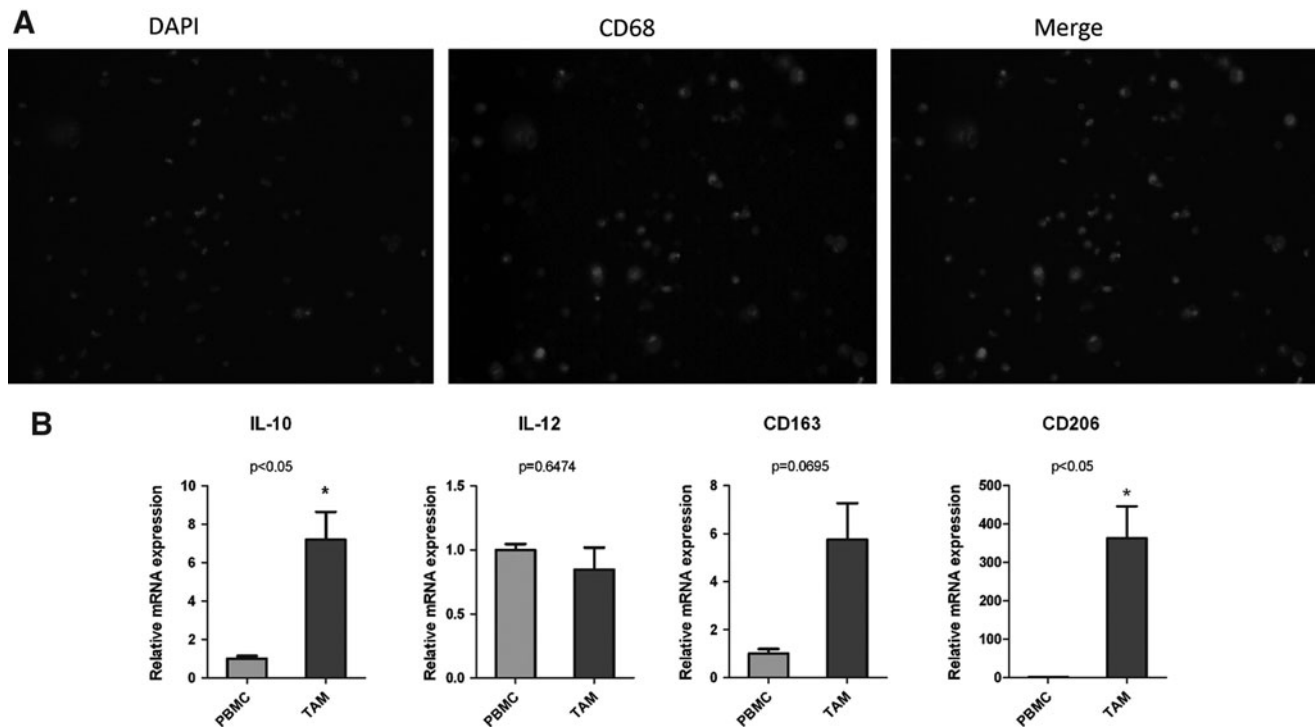 A
DAPI CD68 Merge
B
IL-10 IL-12 CD163 CD206
p<0.05 p=0.6474 p=0.0695 p<0.05
Relative mRNA expression
10
8
6
4
2
0
*
PBMC TAM
Relative mRNA expression
1.5
1.0
0.5
0.0
PBMC TAM
Relative mRNA expression
8
6
4
2
0
PBMC TAM
Relative mRNA expression
500
400
300
200
100
0
*
PBMC TAM